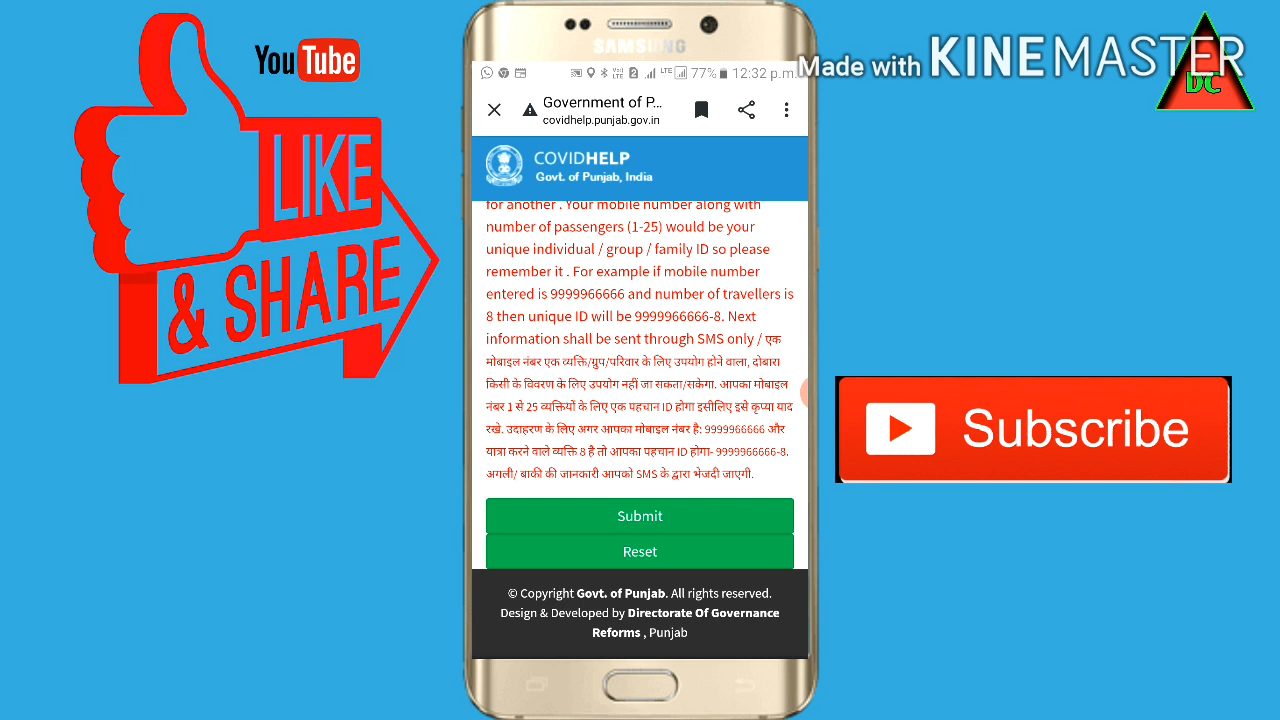 YouTube
LIKE
& SHARE
SAMSUNG
77% 12:32 p.m.
Made with KINEMASTER
DC
Government of P...
covidhelp.punjab.gov.in
COVIDHELP
Govt. of Punjab, India
for another . Your mobile number along with
number of passengers (1-25) would be your
unique individual / group / family ID so please
remember it . For example if mobile number
entered is 9999966666 and number of travellers is
8 then unique ID will be 9999966666-8. Next
information shall be sent through SMS only / एक
मोबाइल नंबर एक व्यक्ति/ग्रुप/परिवार के लिए उपयोग होने वाला, दोबारा
किसी के विवरण के लिए उपयोग नहीं जा सकता/सकेगा. आपका मोबाइल
नंबर 1 से 25 व्यक्तियों के लिए एक पहचान ID होगा इसीलिए इसे कृप्या याद
रखे. उदाहरण के लिए अगर आपका मोबाइल नंबर है: 9999966666 और
यात्रा करने वाले व्यक्ति 8 है तो आपका पहचान ID होगा- 9999966666-8.
अगली/ बाकी की जानकारी आपको SMS के द्वारा भेजदी जाएगी.
Submit
Reset
© Copyright Govt. of Punjab. All rights reserved.
Design & Developed by Directorate Of Governance
Reforms , Punjab
Subscribe